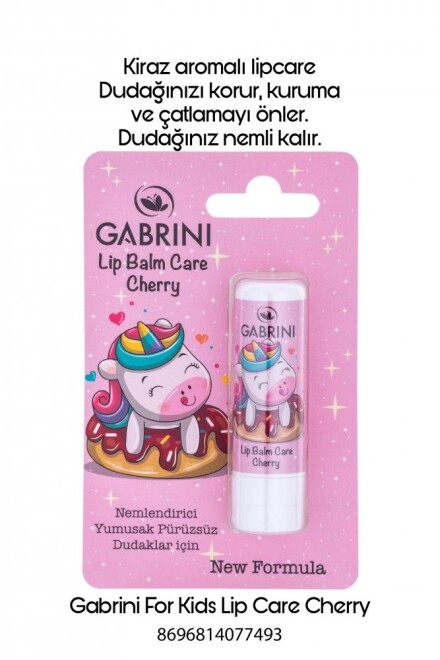 Kiraz aromalı lipcare
Dudağınızı korur, kuruma
ve çatlamayı önler.
Dudağınız nemli kalır.
GABRINI
Lip Balm Care
Cherry
GABRINI
Lip Balm Care
Cherry
Nemlendirici
Yumusak Pürüzsüz
Dudaklar için
New Formula
Gabrini For Kids Lip Care Cherry
8696814077493